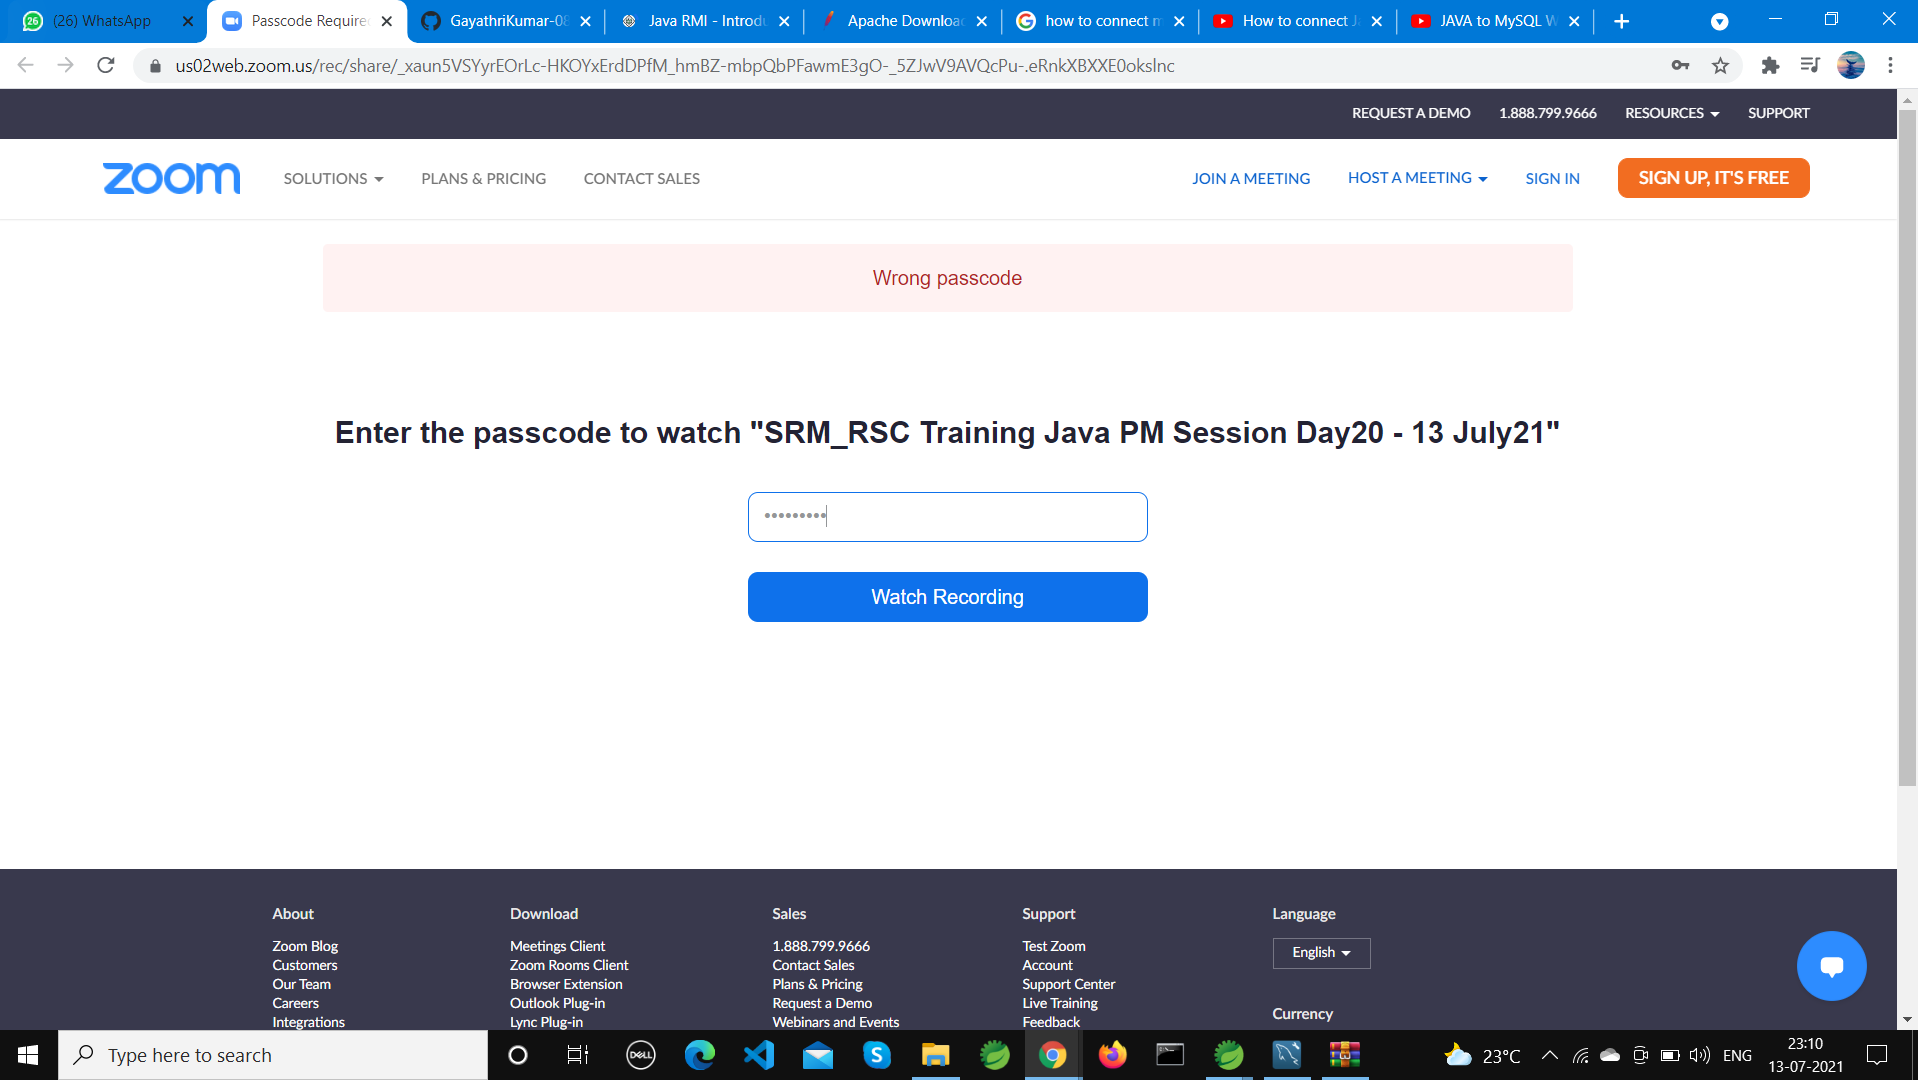 (26) WhatsApp
Passcode Require
GayathriKumar-08
Java RMI - Introdu
Apache Downloa
how to connect m
How to connect Ja
JAVA to MySQL W
us02web.zoom.us/rec/share/_xaun5VSYyrEOrLc-HKOYxErdDPfM_hmBZ-mbpQbPFawmE3gO-_5ZJwV9AVQcPu-.eRnkXBXXE0okslnc
REQUEST A DEMO 1.888.799.9666 RESOURCES SUPPORT
zoom SOLUTIONS PLANS & PRICING CONTACT SALES JOIN A MEETING HOST A MEETING SIGN IN SIGN UP, IT'S FREE
Wrong passcode
Enter the passcode to watch "SRM_RSC Training Java PM Session Day20 - 13 July21"
•••••••••
Watch Recording
About
Zoom Blog
Customers
Our Team
Careers
Integrations
Download
Meetings Client
Zoom Rooms Client
Browser Extension
Outlook Plug-in
Lync Plug-in
Sales
1.888.799.9666
Contact Sales
Plans & Pricing
Request a Demo
Webinars and Events
Support
Test Zoom
Account
Support Center
Live Training
Feedback
Language
English
Currency
Type here to search
DELL
23°C
ENG
23:10
13-07-2021